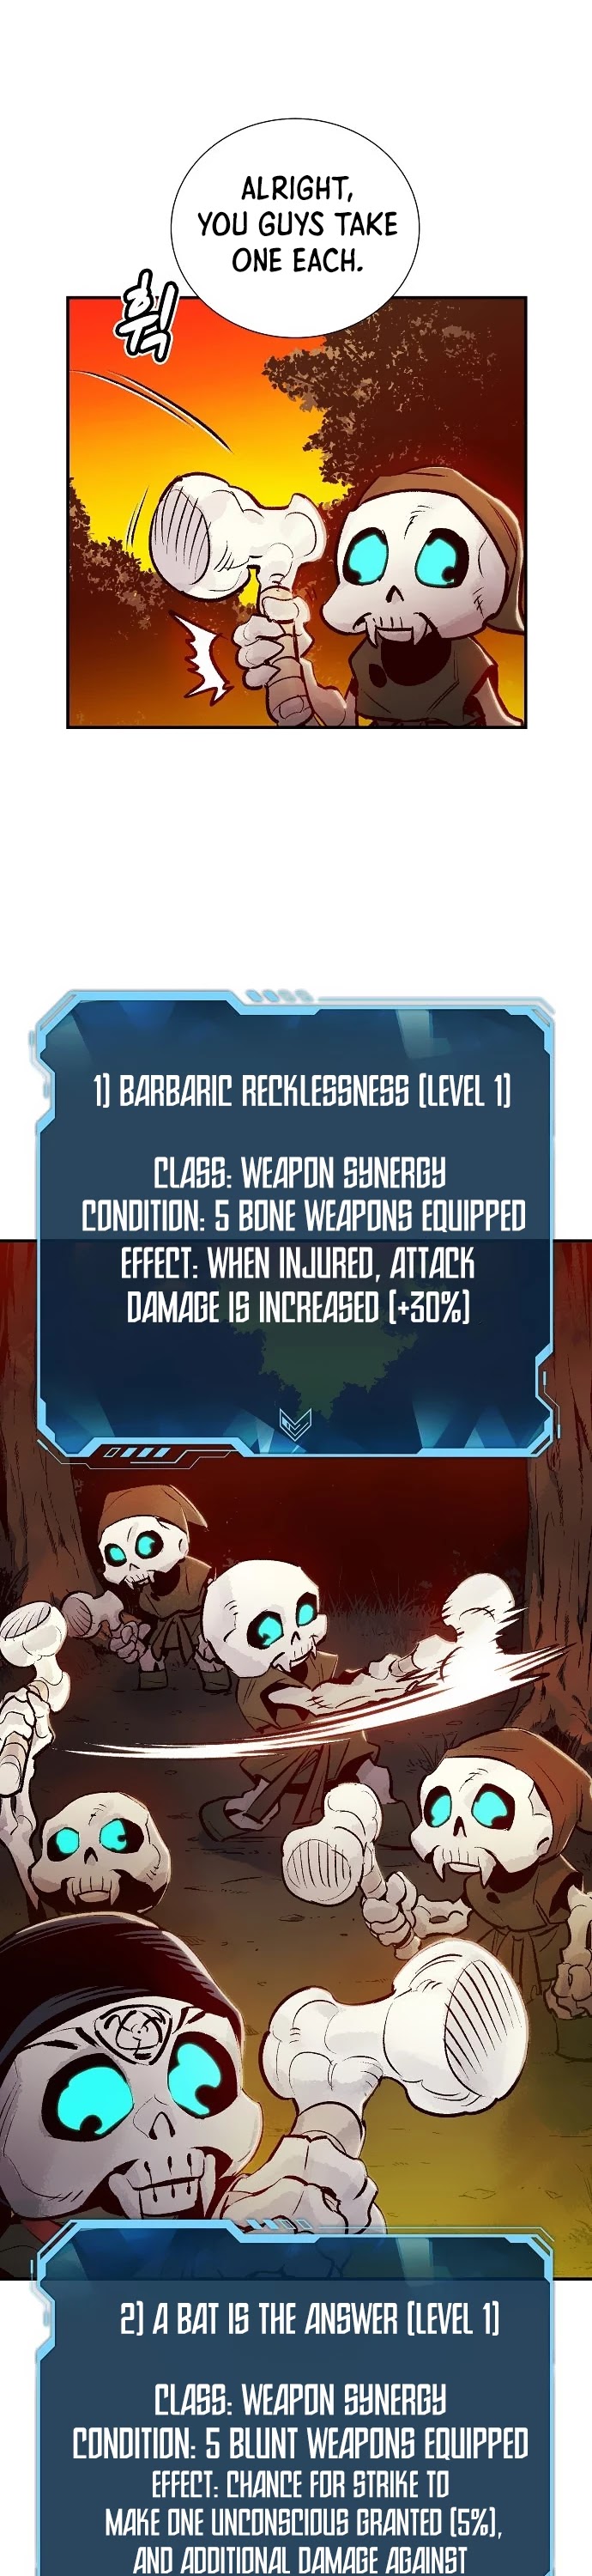 ALRIGHT,
YOU GUYS TAKE
ONE EACH.
휙
1) BARBARIC RECKLESSNESS (LEVEL 1)
CLASS: WEAPON SYNERGY
CONDITION: 5 BONE WEAPONS EQUIPPED
EFFECT: WHEN INJURED, ATTACK
DAMAGE IS INCREASED (+30%)
2) A BAT IS THE ANSWER (LEVEL 1)
CLASS: WEAPON SYNERGY
CONDITION: 5 BLUNT WEAPONS EQUIPPED
EFFECT: CHANCE FOR STRIKE TO
MAKE ONE UNCONSCIOUS GRANTED (5%),
AND ADDITIONAL DAMAGE AGAINST